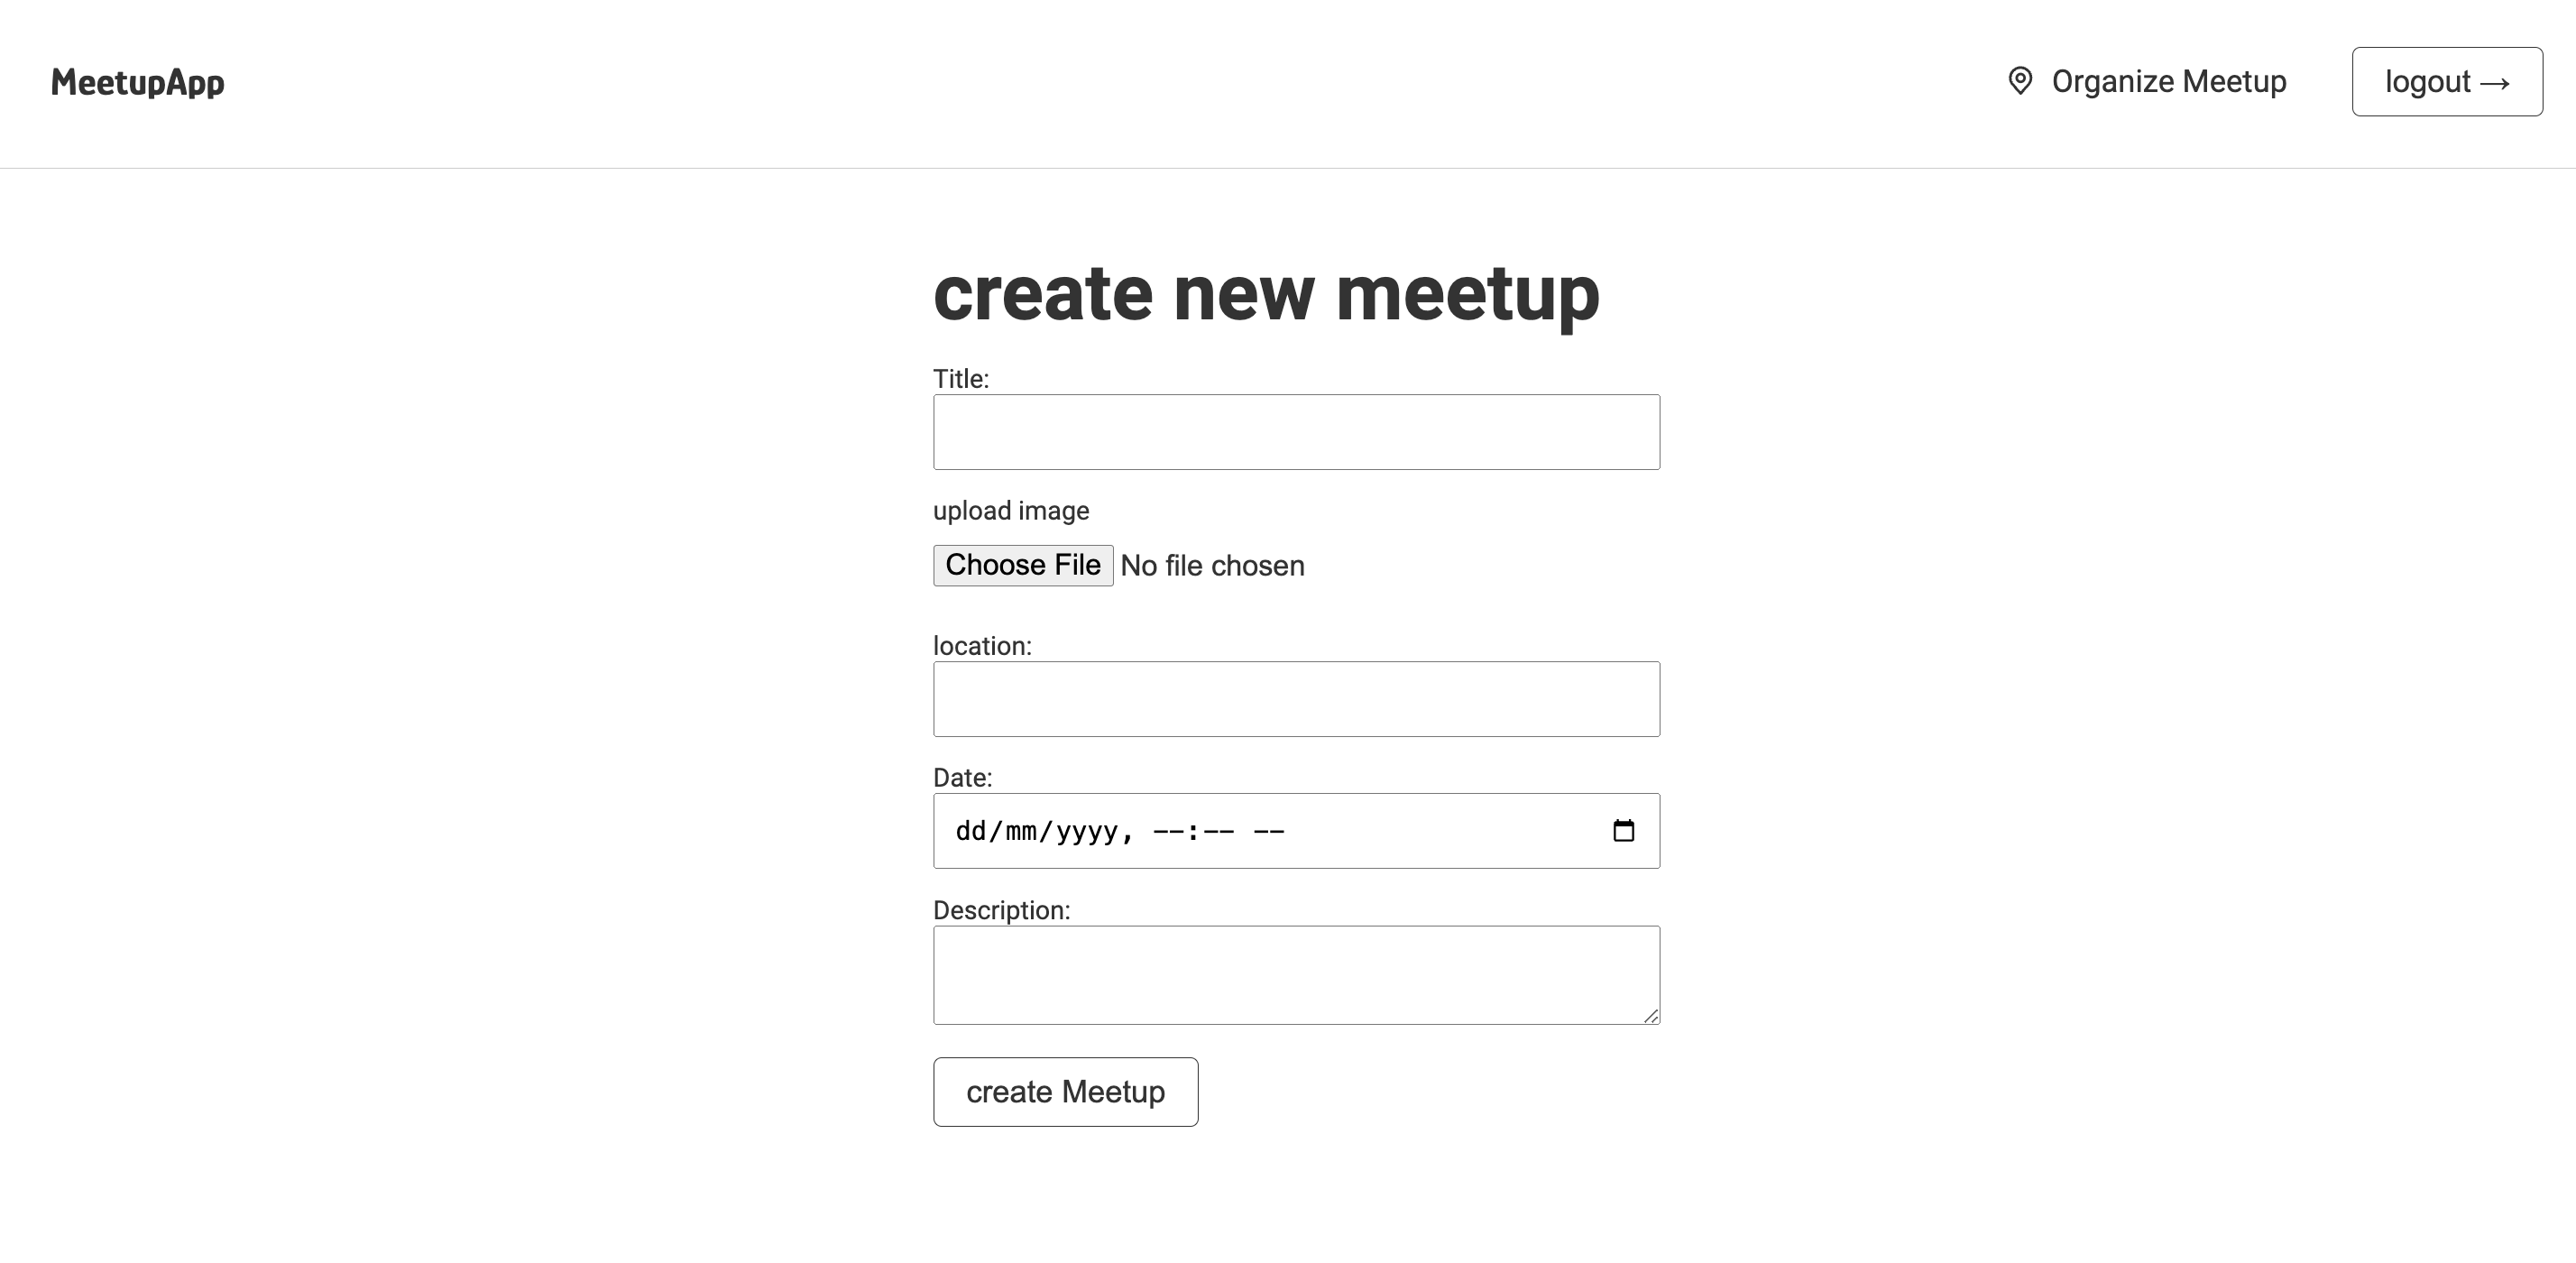 MeetupApp
Organize Meetup
logout →
create new meetup
Title:
upload image
Choose File No file chosen
location:
Date:
dd/mm/yyyy, --:-- --
Description:
create Meetup